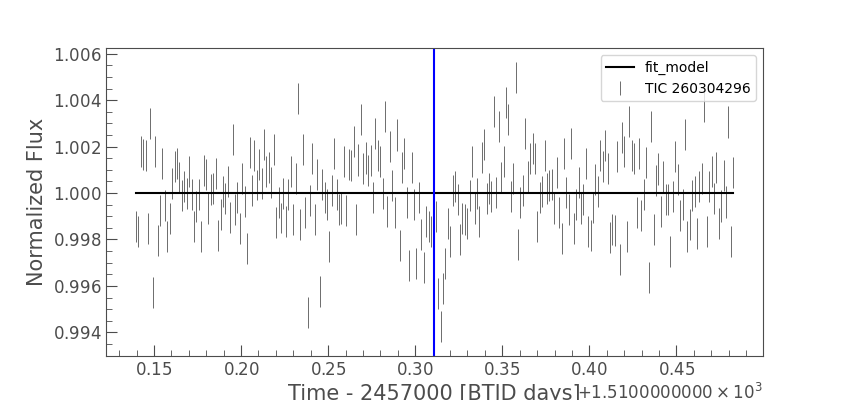 1.006
1.004
1.002
1.000
0.998
0.996
0.994
Normalized Flux
fit_model
TIC 260304296
0.15 0.20 0.25 0.30 0.35 0.40 0.45
Time - 2457000 [BTJD days]
+1.5100000000 × 10³